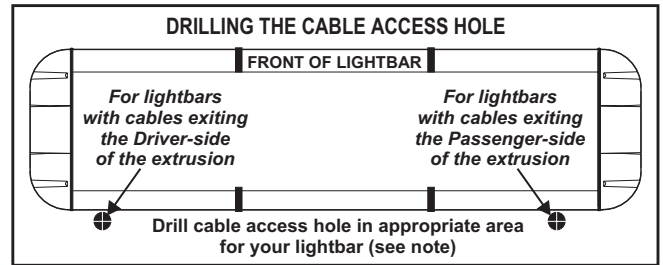 DRILLING THE CABLE ACCESS HOLE
FRONT OF LIGHTBAR
For lightbars
with cables exiting
the Driver-side
of the extrusion
For lightbars
with cables exiting
the Passenger-side
of the extrusion
Drill cable access hole in appropriate area
for your lightbar (see note)